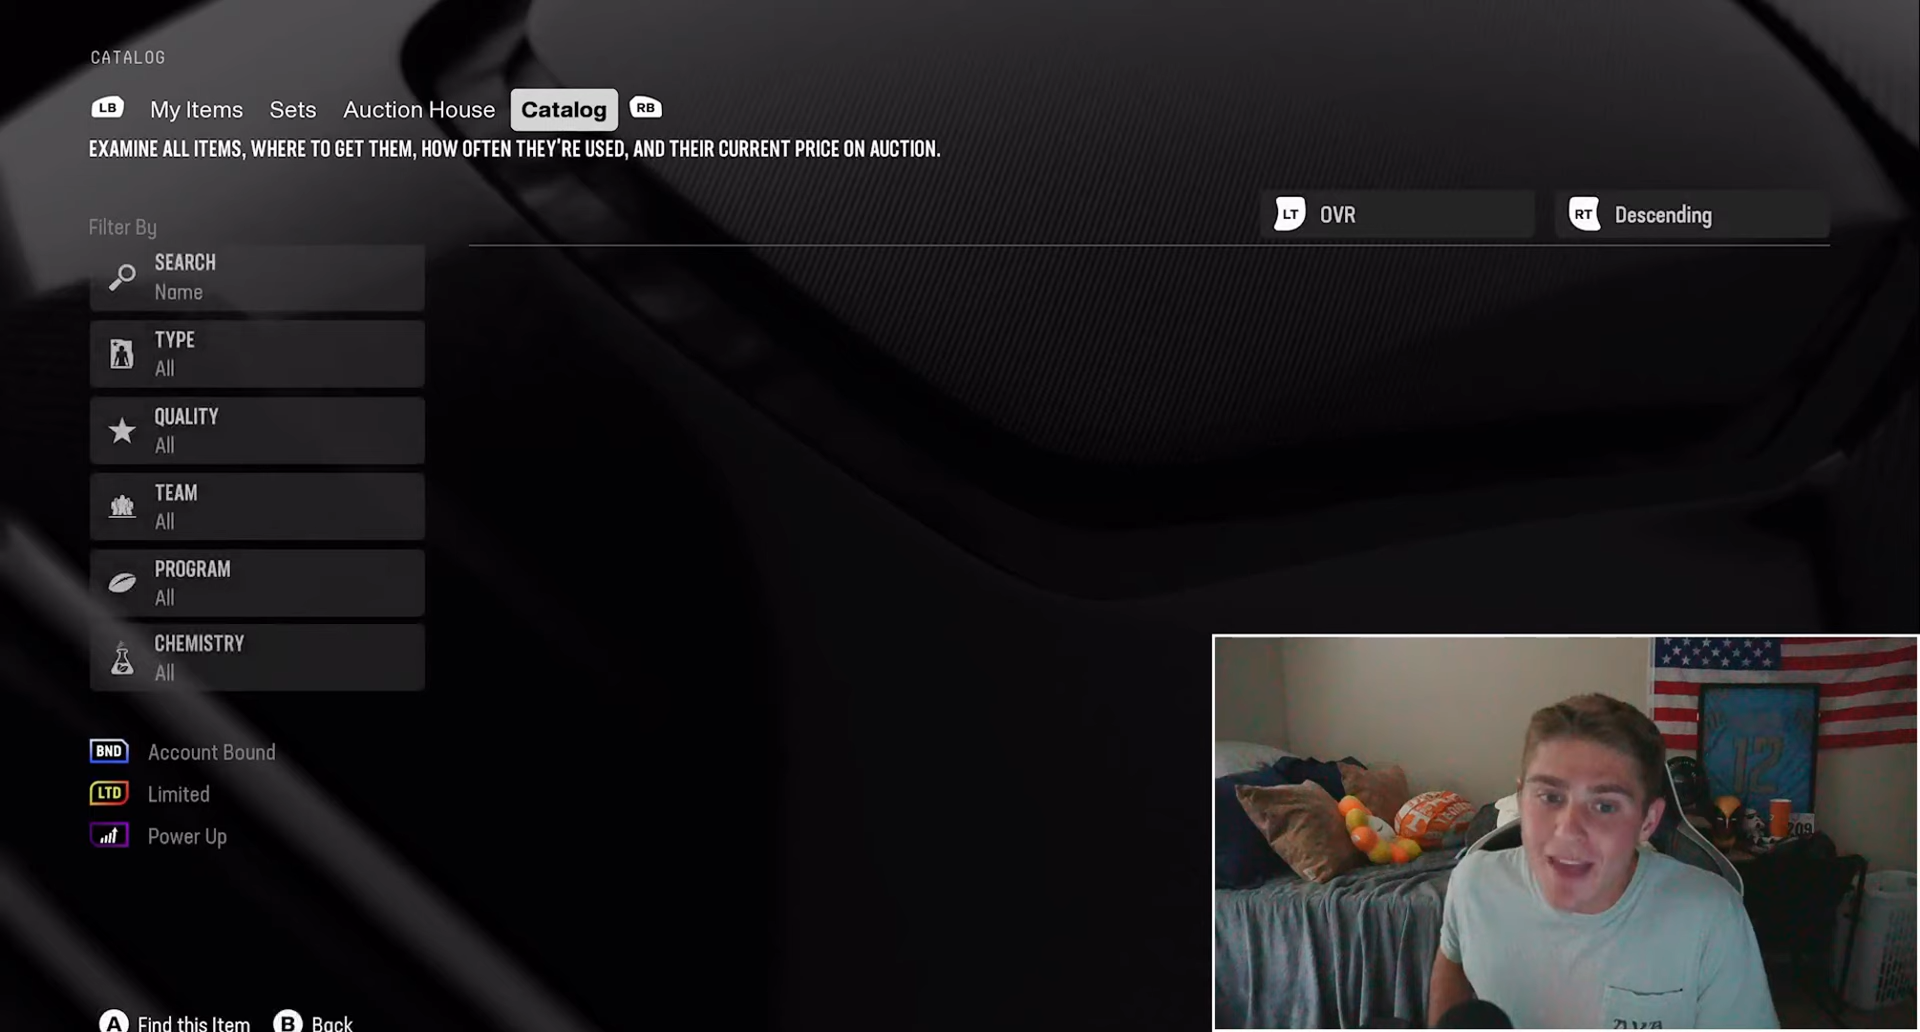 CATALOG
LB My Items Sets Auction House Catalog RB
EXAMINE ALL ITEMS, WHERE TO GET THEM, HOW OFTEN THEY'RE USED, AND THEIR CURRENT PRICE ON AUCTION.
LT OVR RT Descending
Filter By
SEARCH
Name
TYPE
All
QUALITY
All
TEAM
All
PROGRAM
All
CHEMISTRY
All
BND Account Bound
LTD Limited
Power Up
A Find this Item B Back
12
209